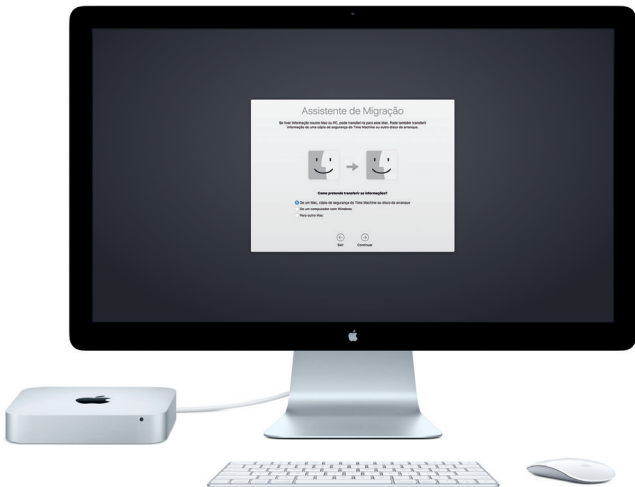 Assistente de Migração
Se tiver informação noutro Mac ou PC, pode transferi-la para este Mac. Pode também transferir
informação de uma cópia de segurança do Time Machine ou outro disco de arranque.
Como pretende transferir as informações?
De um Mac, cópia de segurança do Time Machine ou disco de arranque
De um computador com Windows
Para outro Mac
Sair Continuar